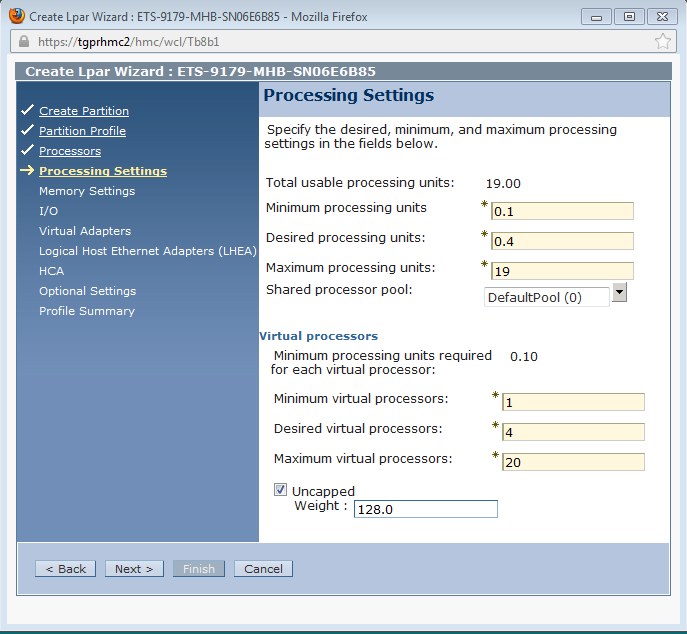 Create Lpar Wizard : ETS-9179-MHB-SN06E6B85 - Mozilla Firefox
https://tgprhmc2/hmc/wcl/Tb8b1
Create Lpar Wizard : ETS-9179-MHB-SN06E6B85
Create Partition
Partition Profile
Processors
Processing Settings
Memory Settings
I/O
Virtual Adapters
Logical Host Ethernet Adapters (LHEA)
HCA
Optional Settings
Profile Summary
Processing Settings
Specify the desired, minimum, and maximum processing
settings in the fields below.
Total usable processing units: 19.00
Minimum processing units * 0.1
Desired processing units: * 0.4
Maximum processing units: * 19
Shared processor pool: DefaultPool (0)
Virtual processors
Minimum processing units required 0.10
for each virtual processor:
Minimum virtual processors: * 1
Desired virtual processors: * 4
Maximum virtual processors: * 20
Uncapped
Weight : 128.0
< Back Next > Finish Cancel